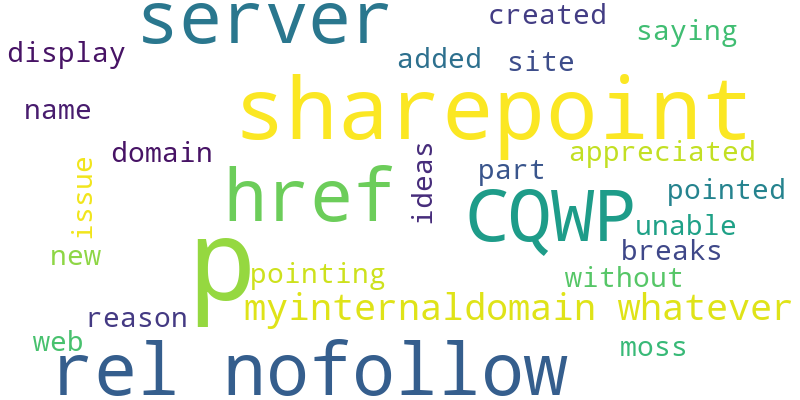 server
created
saying
display
added
site
sharepoint
name
domain
appreciated
issue
href
ideas
part
CQWP
pointed
unable
new
p
pointing
breaks
without
myinternaldomain whatever
reason
web
rel nofollow
moss